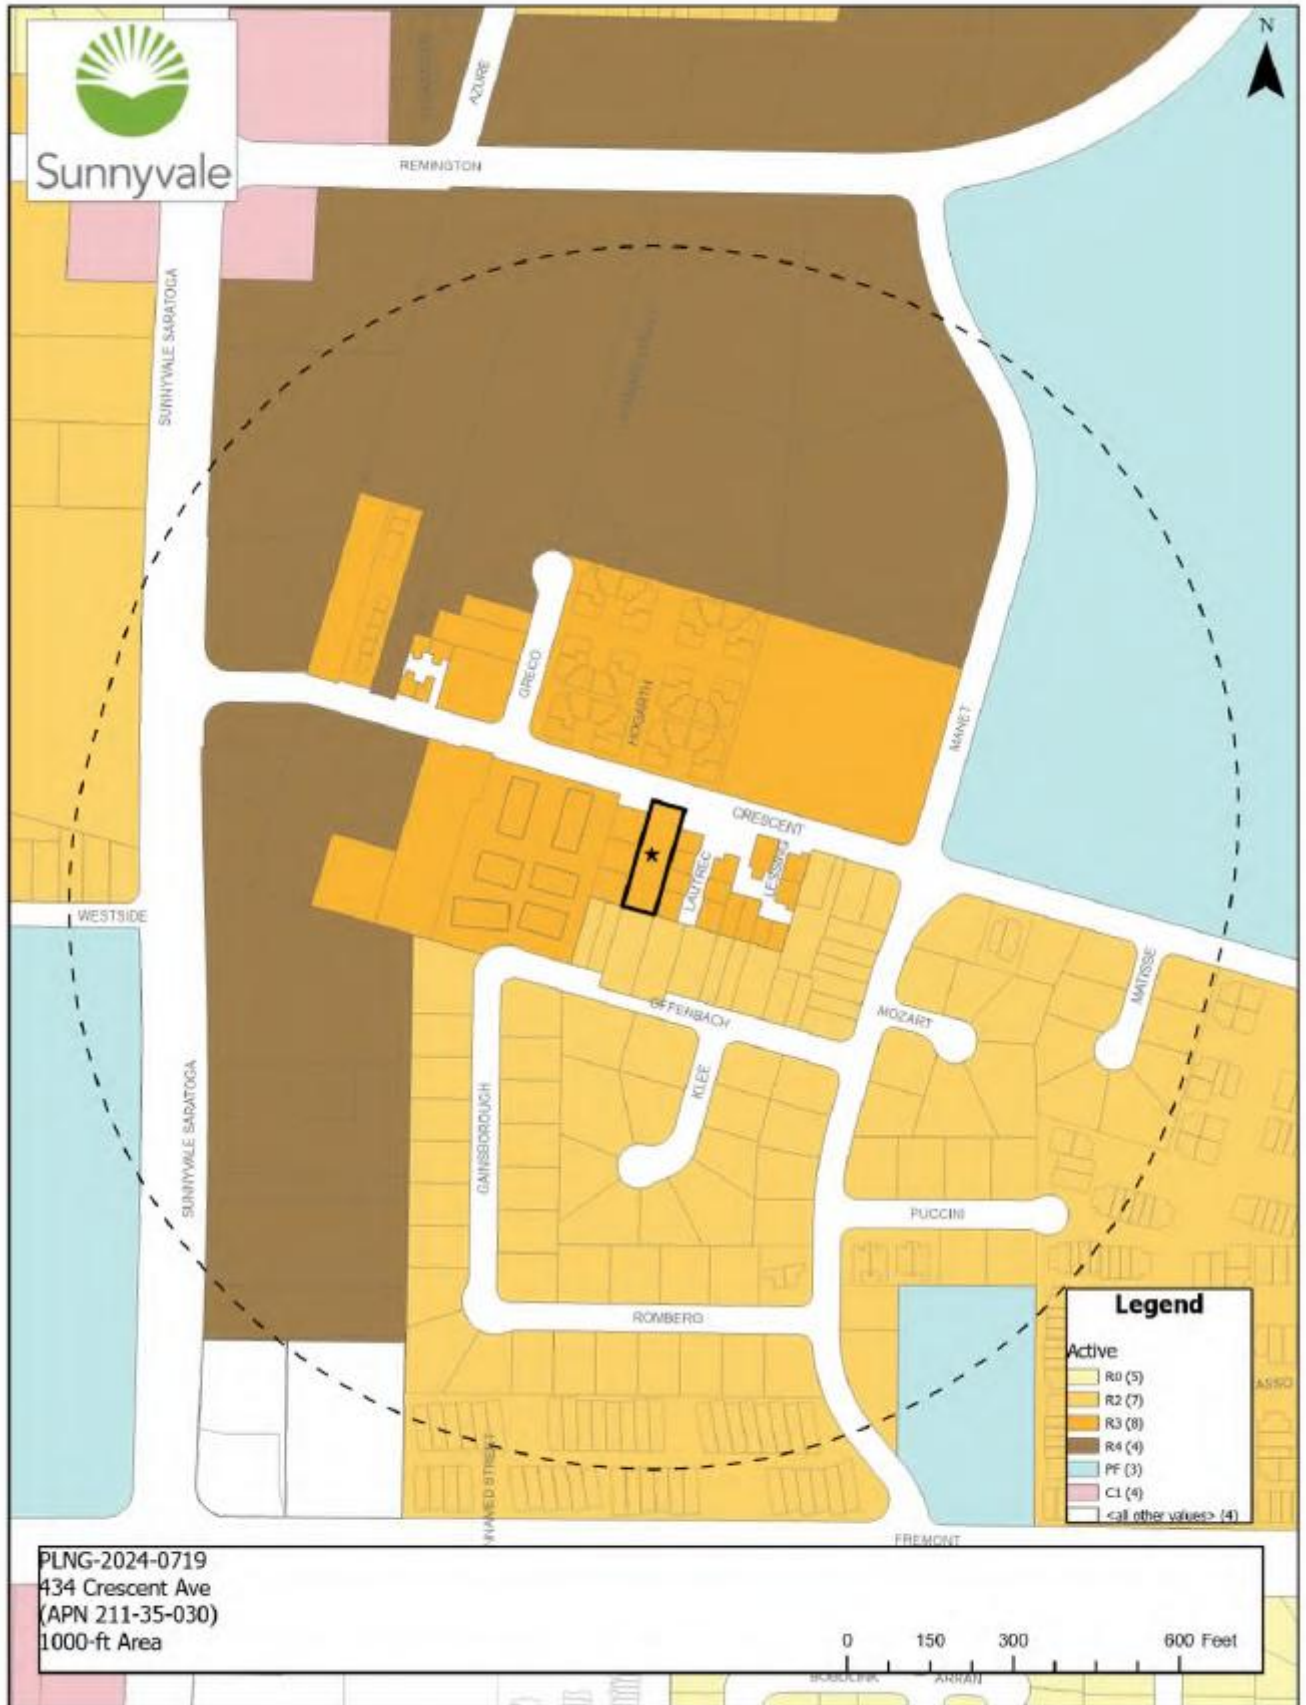 N
Sunnyvale
AZURE
REMINGTON
SUNNYVALE SARATOGA
GRECO
HOGARTH
MANET
CRESCENT
LAUTREC
LESSING
WESTSIDE
OFFENBACH
MOZART
MATISSE
KLEE
GAINSBOROUGH
SUNNYVALE SARATOGA
PUCCINI
ROMBERG
Legend
Active
R0 (5)
R2 (7)
R3 (8)
R4 (4)
PF (3)
C1 (4)
<all other values> (4)
ASSO
NNAMED STREET
FREMONT
PLNG-2024-0719
434 Crescent Ave
(APN 211-35-030)
1000-ft Area
0 150 300 600 Feet
BOBOLINK
ARRAN